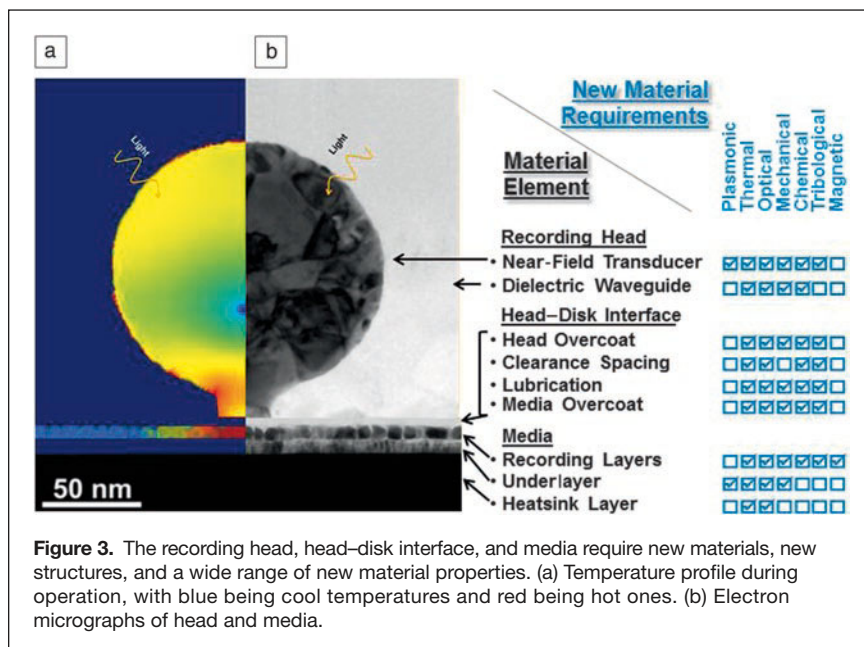 a
b
Light
Light
50 nm
New Material
Requirements
Material
Element
Plasmonic
Thermal
Optical
Mechanical
Chemical
Tribological
Magnetic
Recording Head
• Near-Field Transducer
• Dielectric Waveguide
Head–Disk Interface
• Head Overcoat
• Clearance Spacing
• Lubrication
• Media Overcoat
Media
• Recording Layers
• Underlayer
• Heatsink Layer
Figure 3. The recording head, head–disk interface, and media require new materials, new
structures, and a wide range of new material properties. (a) Temperature profile during
operation, with blue being cool temperatures and red being hot ones. (b) Electron
micrographs of head and media.